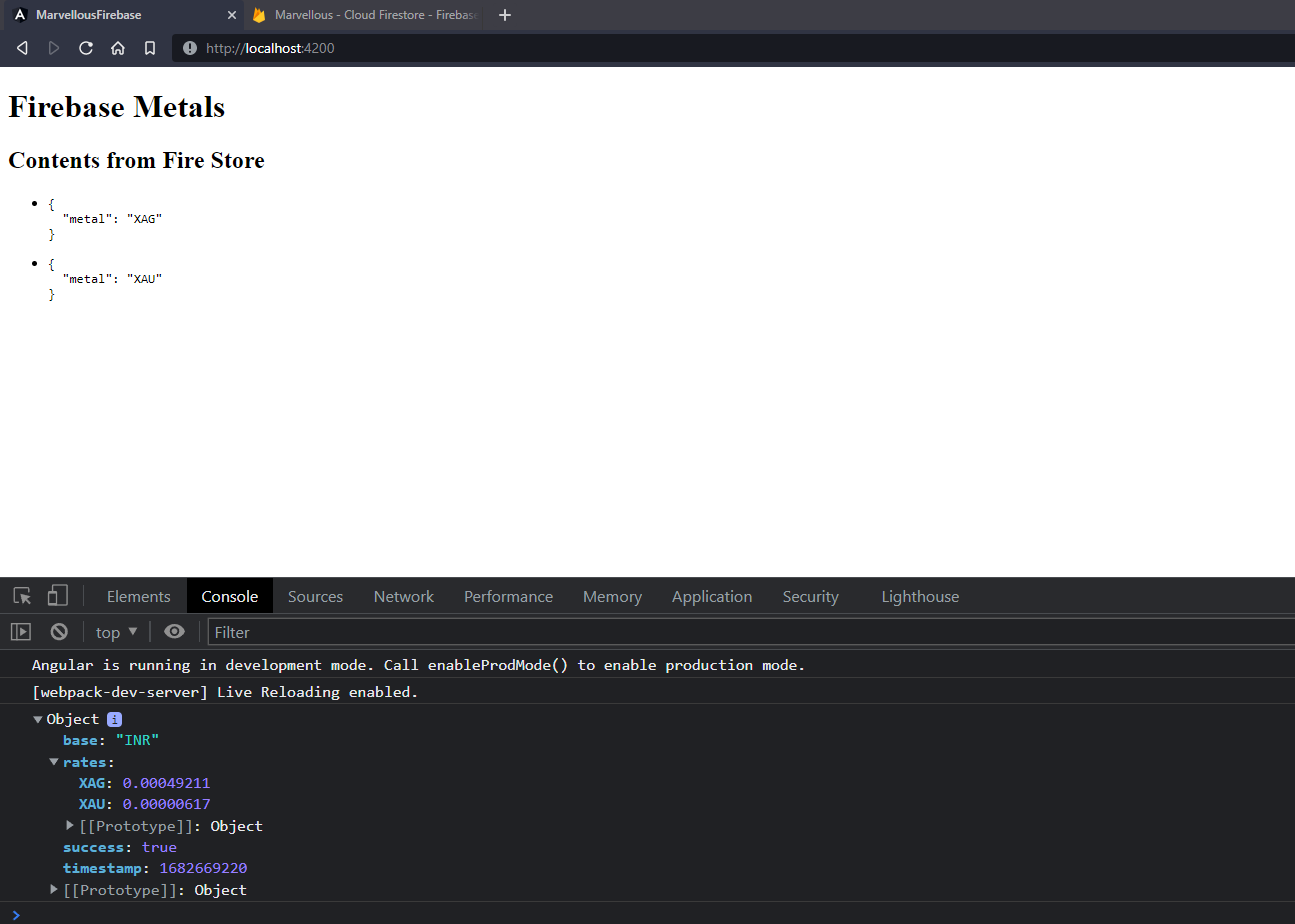 MarvellousFirebase
Marvellous - Cloud Firestore - Firebase
http://localhost:4200
Firebase Metals
Contents from Fire Store
{
"metal": "XAG"
}
{
"metal": "XAU"
}
Elements Console Sources Network Performance Memory Application Security Lighthouse
top Filter
Angular is running in development mode. Call enableProdMode() to enable production mode.
[webpack-dev-server] Live Reloading enabled.
Object i
base: "INR"
rates:
XAG: 0.00049211
XAU: 0.00000617
[[Prototype]]: Object
success: true
timestamp: 1682669220
[[Prototype]]: Object